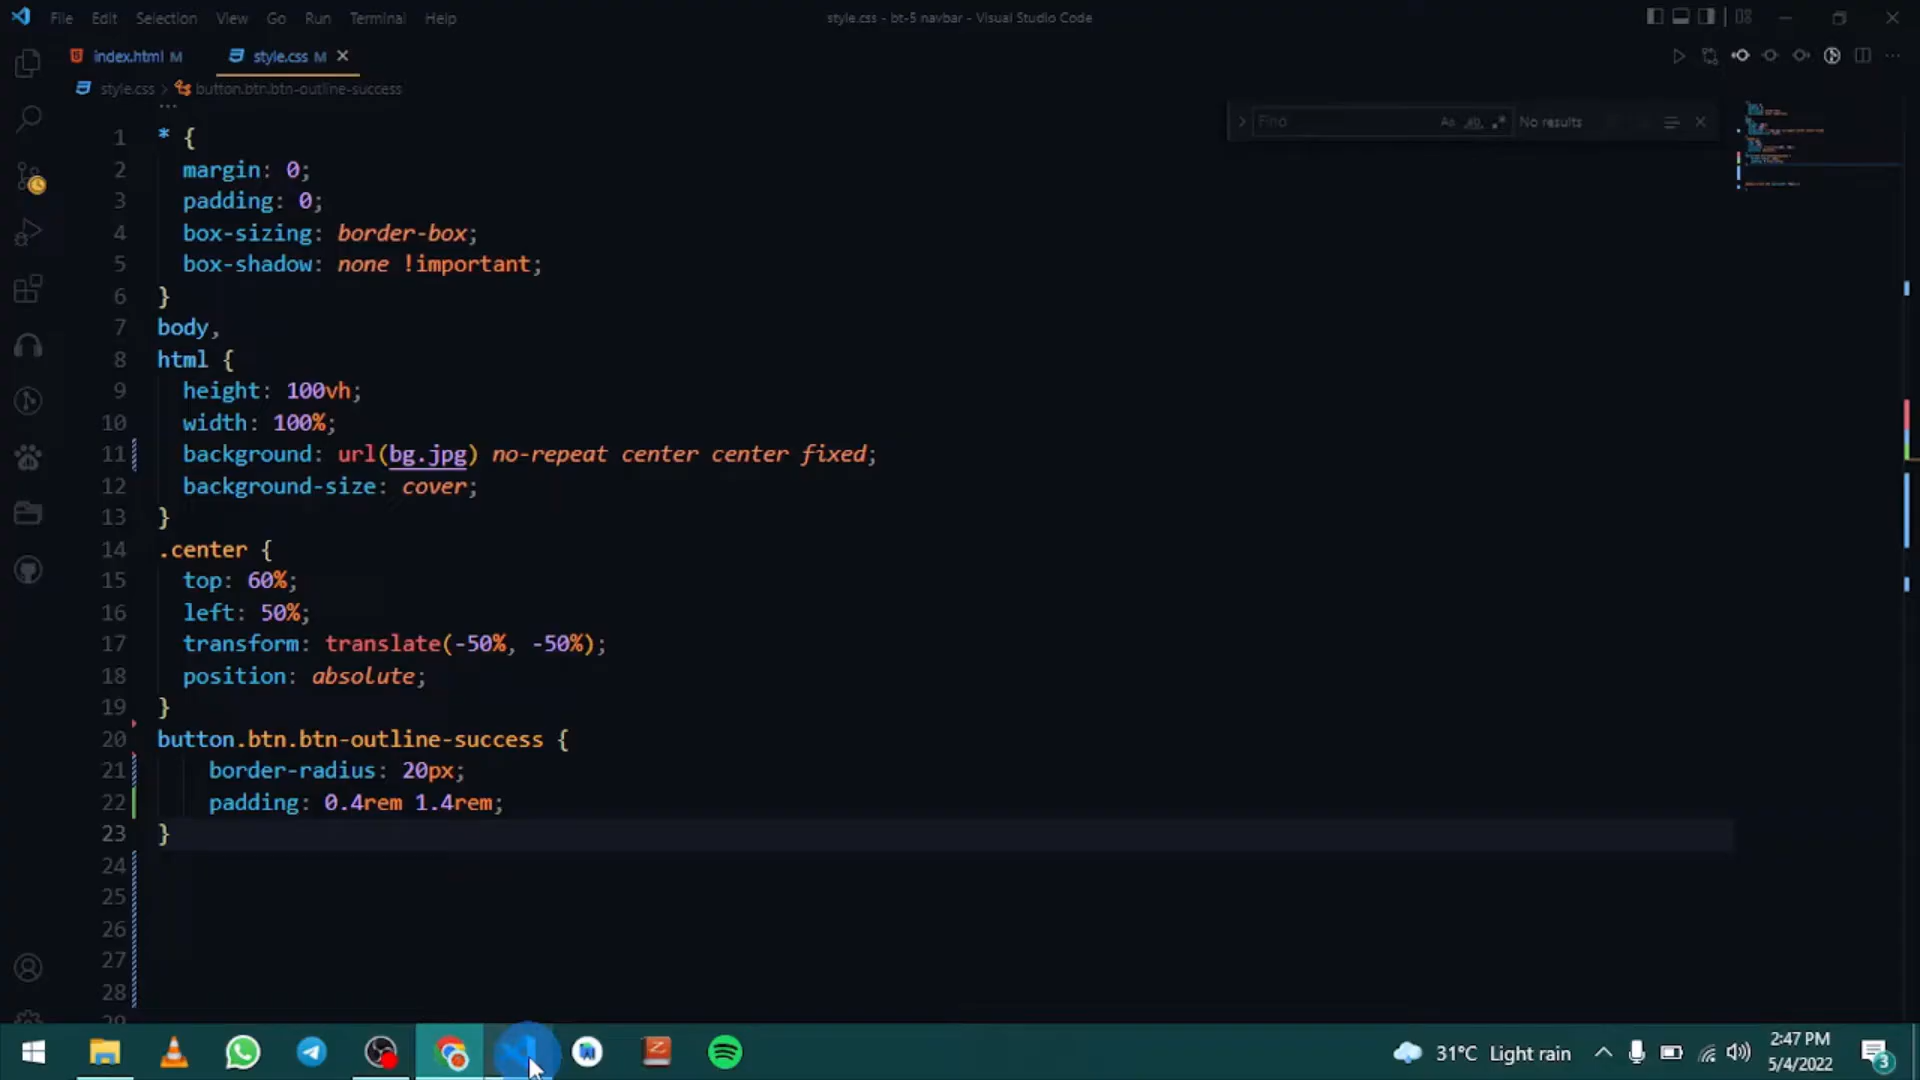 File Edit Selection View Go Run Terminal Help
style.css - bt-5 navbar - Visual Studio Code
index.html M
style.css M
style.css > button.btn.btn-outline-success
Find
No results
1 * {
2 margin: 0;
3 padding: 0;
4 box-sizing: border-box;
5 box-shadow: none !important;
6 }
7 body,
8 html {
9 height: 100vh;
10 width: 100%;
11 background: url(bg.jpg) no-repeat center center fixed;
12 background-size: cover;
13 }
14 .center {
15 top: 60%;
16 left: 50%;
17 transform: translate(-50%, -50%);
18 position: absolute;
19 }
20 button.btn.btn-outline-success {
21 border-radius: 20px;
22 padding: 0.4rem 1.4rem;
23 }
24
25
26
27
28
29
31°C Light rain
2:47 PM
5/4/2022
3